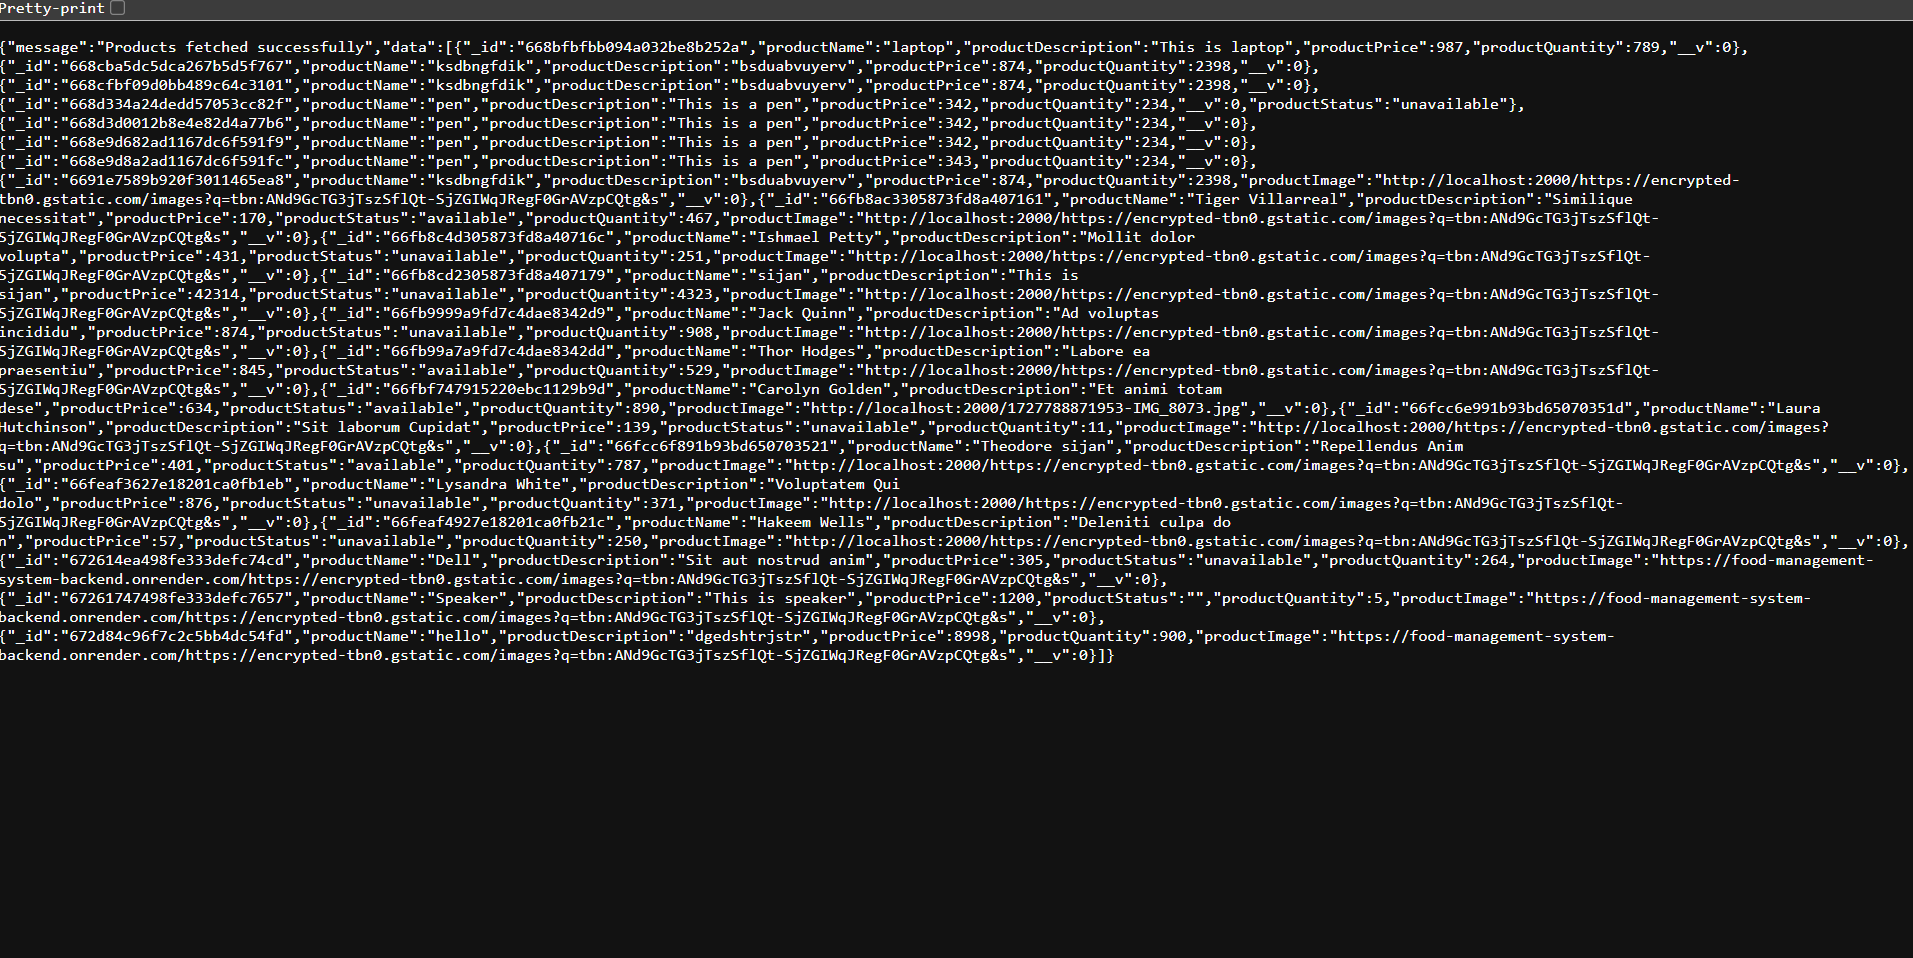 Pretty-print
{"message":"Products fetched successfully","data":[{"_id":"668bfbfbb094a032be8b252a","productName":"laptop","productDescription":"This is laptop","productPrice":987,"productQuantity":789,"__v":0},
{"_id":"668cba5dc5dca267b5d5f767","productName":"ksdbngfdik","productDescription":"bsduabvuyerv","productPrice":874,"productQuantity":2398,"__v":0},
{"_id":"668cfbf09d0bb489c64c3101","productName":"ksdbngfdik","productDescription":"bsduabvuyerv","productPrice":874,"productQuantity":2398,"__v":0},
{"_id":"668d334a24dedd57053cc82f","productName":"pen","productDescription":"This is a pen","productPrice":342,"productQuantity":234,"__v":0,"productStatus":"unavailable"},
{"_id":"668d3d0012b8e4e82d4a77b6","productName":"pen","productDescription":"This is a pen","productPrice":342,"productQuantity":234,"__v":0},
{"_id":"668e9d682ad1167dc6f591f9","productName":"pen","productDescription":"This is a pen","productPrice":342,"productQuantity":234,"__v":0},
{"_id":"668e9d8a2ad1167dc6f591fc","productName":"pen","productDescription":"This is a pen","productPrice":343,"productQuantity":234,"__v":0},
{"_id":"6691e7589b920f3011465ea8","productName":"ksdbngfdik","productDescription":"bsduabvuyerv","productPrice":874,"productQuantity":2398,"productImage":"http://localhost:2000/https://encrypted-
tbn0.gstatic.com/images?q=tbn:ANd9GcTG3jTszSflQt-SjZGIWqJRegF0GrAVzpCQtg&s","__v":0},{"_id":"66fb8ac3305873fd8a407161","productName":"Tiger Villarreal","productDescription":"Similique
necessitat","productPrice":170,"productStatus":"available","productQuantity":467,"productImage":"http://localhost:2000/https://encrypted-tbn0.gstatic.com/images?q=tbn:ANd9GcTG3jTszSflQt-
SjZGIWqJRegF0GrAVzpCQtg&s","__v":0},{"_id":"66fb8c4d305873fd8a40716c","productName":"Ishmael Petty","productDescription":"Mollit dolor
volupta","productPrice":431,"productStatus":"unavailable","productQuantity":251,"productImage":"http://localhost:2000/https://encrypted-tbn0.gstatic.com/images?q=tbn:ANd9GcTG3jTszSflQt-
SjZGIWqJRegF0GrAVzpCQtg&s","__v":0},{"_id":"66fb8cd2305873fd8a407179","productName":"sijan","productDescription":"This is
sijan","productPrice":42314,"productStatus":"unavailable","productQuantity":4323,"productImage":"http://localhost:2000/https://encrypted-tbn0.gstatic.com/images?q=tbn:ANd9GcTG3jTszSflQt-
SjZGIWqJRegF0GrAVzpCQtg&s","__v":0},{"_id":"66fb9999a9fd7c4dae8342d9","productName":"Jack Quinn","productDescription":"Ad voluptas
incididu","productPrice":874,"productStatus":"unavailable","productQuantity":908,"productImage":"http://localhost:2000/https://encrypted-tbn0.gstatic.com/images?q=tbn:ANd9GcTG3jTszSflQt-
SjZGIWqJRegF0GrAVzpCQtg&s","__v":0},{"_id":"66fb99a7a9fd7c4dae8342dd","productName":"Thor Hodges","productDescription":"Labore ea
praesentiu","productPrice":845,"productStatus":"available","productQuantity":529,"productImage":"http://localhost:2000/https://encrypted-tbn0.gstatic.com/images?q=tbn:ANd9GcTG3jTszSflQt-
SjZGIWqJRegF0GrAVzpCQtg&s","__v":0},{"_id":"66fbf747915220ebc1129b9d","productName":"Carolyn Golden","productDescription":"Et animi totam
dese","productPrice":634,"productStatus":"available","productQuantity":890,"productImage":"http://localhost:2000/1727788871953-IMG_8073.jpg","__v":0},{"_id":"66fcc6e991b93bd65070351d","productName":"Laura
Hutchinson","productDescription":"Sit laborum Cupidat","productPrice":139,"productStatus":"unavailable","productQuantity":11,"productImage":"http://localhost:2000/https://encrypted-tbn0.gstatic.com/images?
q=tbn:ANd9GcTG3jTszSflQt-SjZGIWqJRegF0GrAVzpCQtg&s","__v":0},{"_id":"66fcc6f891b93bd650703521","productName":"Theodore sijan","productDescription":"Repellendus Anim
su","productPrice":401,"productStatus":"available","productQuantity":787,"productImage":"http://localhost:2000/https://encrypted-tbn0.gstatic.com/images?q=tbn:ANd9GcTG3jTszSflQt-SjZGIWqJRegF0GrAVzpCQtg&s","__v":0},
{"_id":"66feaf3627e18201ca0fb1eb","productName":"Lysandra White","productDescription":"Voluptatem Qui
dolo","productPrice":876,"productStatus":"unavailable","productQuantity":371,"productImage":"http://localhost:2000/https://encrypted-tbn0.gstatic.com/images?q=tbn:ANd9GcTG3jTszSflQt-
SjZGIWqJRegF0GrAVzpCQtg&s","__v":0},{"_id":"66feaf4927e18201ca0fb21c","productName":"Hakeem Wells","productDescription":"Deleniti culpa do
n","productPrice":57,"productStatus":"unavailable","productQuantity":250,"productImage":"http://localhost:2000/https://encrypted-tbn0.gstatic.com/images?q=tbn:ANd9GcTG3jTszSflQt-SjZGIWqJRegF0GrAVzpCQtg&s","__v":0},
{"_id":"672614ea498fe333defc74cd","productName":"Dell","productDescription":"Sit aut nostrud anim","productPrice":305,"productStatus":"unavailable","productQuantity":264,"productImage":"https://food-management-
system-backend.onrender.com/https://encrypted-tbn0.gstatic.com/images?q=tbn:ANd9GcTG3jTszSflQt-SjZGIWqJRegF0GrAVzpCQtg&s","__v":0},
{"_id":"67261747498fe333defc7657","productName":"Speaker","productDescription":"This is speaker","productPrice":1200,"productStatus":"","productQuantity":5,"productImage":"https://food-management-system-
backend.onrender.com/https://encrypted-tbn0.gstatic.com/images?q=tbn:ANd9GcTG3jTszSflQt-SjZGIWqJRegF0GrAVzpCQtg&s","__v":0},
{"_id":"672d84c96f7c2c5bb4dc54fd","productName":"hello","productDescription":"dgedshtrjstr","productPrice":8998,"productQuantity":900,"productImage":"https://food-management-system-
backend.onrender.com/https://encrypted-tbn0.gstatic.com/images?q=tbn:ANd9GcTG3jTszSflQt-SjZGIWqJRegF0GrAVzpCQtg&s","__v":0}]}